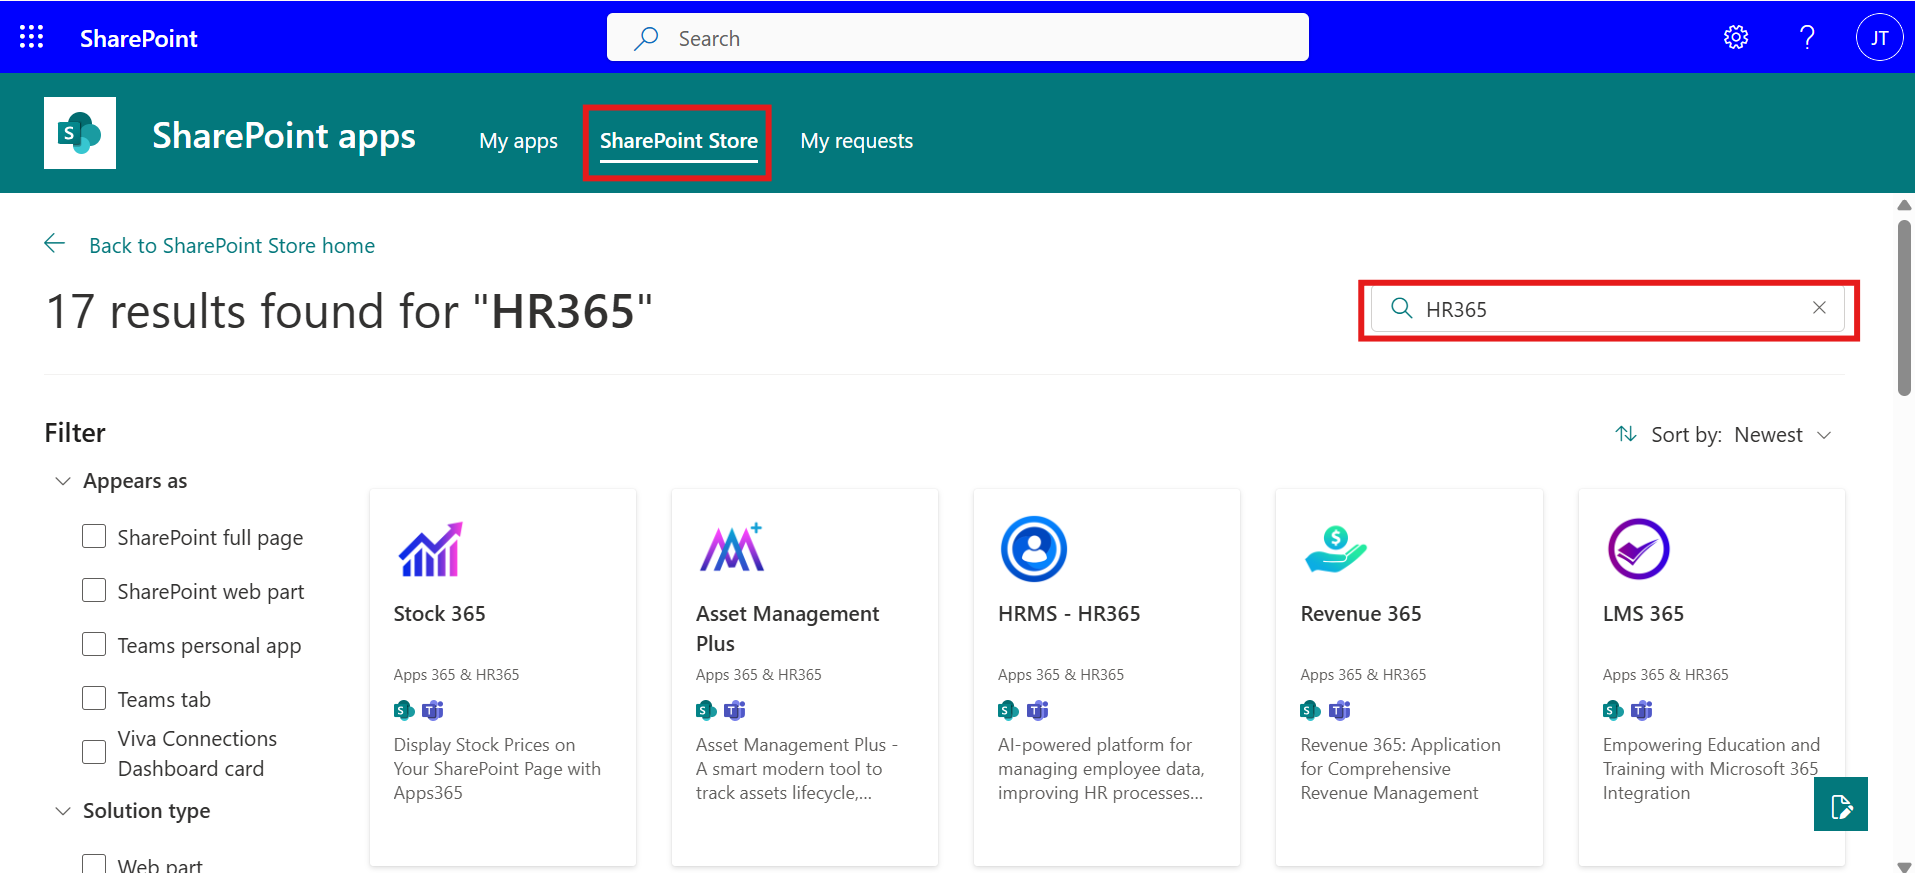 SharePoint
Search
JT
S
SharePoint apps
My apps
SharePoint Store
My requests
Back to SharePoint Store home
17 results found for "HR365"
HR365
Filter
Sort by: Newest
Appears as
SharePoint full page
SharePoint web part
Teams personal app
Teams tab
Viva Connections
Dashboard card
Solution type
Web part
Stock 365
Apps 365 & HR365
Display Stock Prices on
Your SharePoint Page with
Apps365
Asset Management
Plus
Apps 365 & HR365
Asset Management Plus -
A smart modern tool to
track assets lifecycle,...
HRMS - HR365
Apps 365 & HR365
AI-powered platform for
managing employee data,
improving HR processes...
Revenue 365
Apps 365 & HR365
Revenue 365: Application
for Comprehensive
Revenue Management
LMS 365
Apps 365 & HR365
Empowering Education and
Training with Microsoft 365
Integration